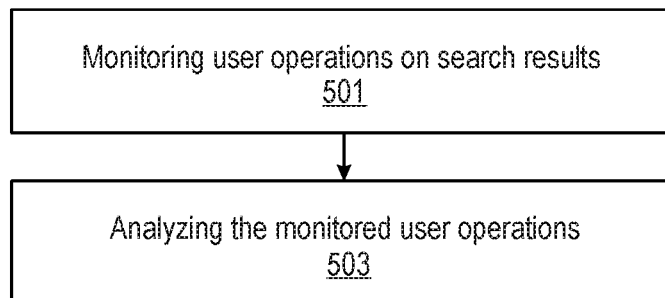 Monitoring user operations on search results
501
Analyzing the monitored user operations
503